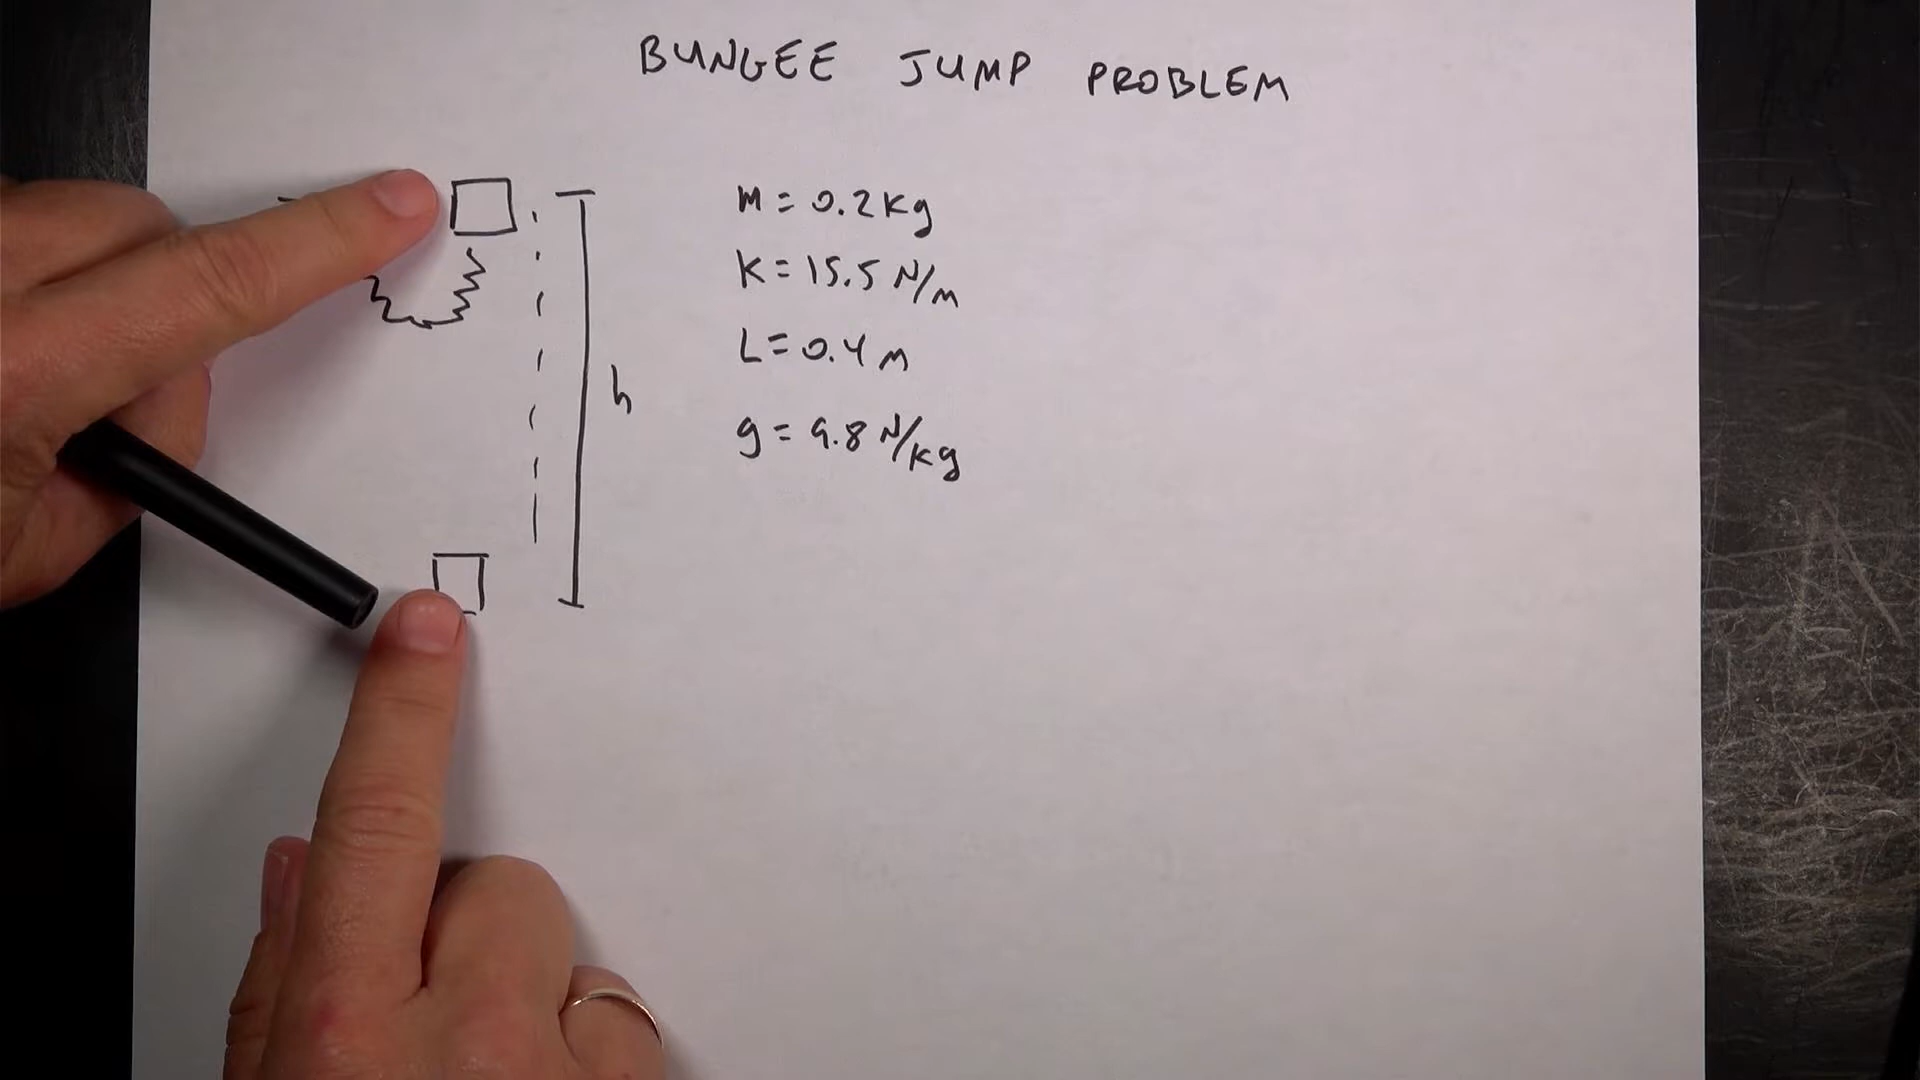 BUNGEE JUMP PROBLEM
m = 0.2 kg
K = 15.5 N/m
L = 0.4 m
g = 9.8 N/kg
h